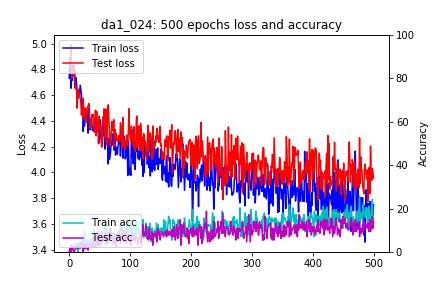 da1_024: 500 epochs loss and accuracy
Train loss
Test loss
Train acc
Test acc
Loss
5.0
4.8
4.6
4.4
4.2
4.0
3.8
3.6
3.4
Accuracy
100
80
60
40
20
0
0 100 200 300 400 500